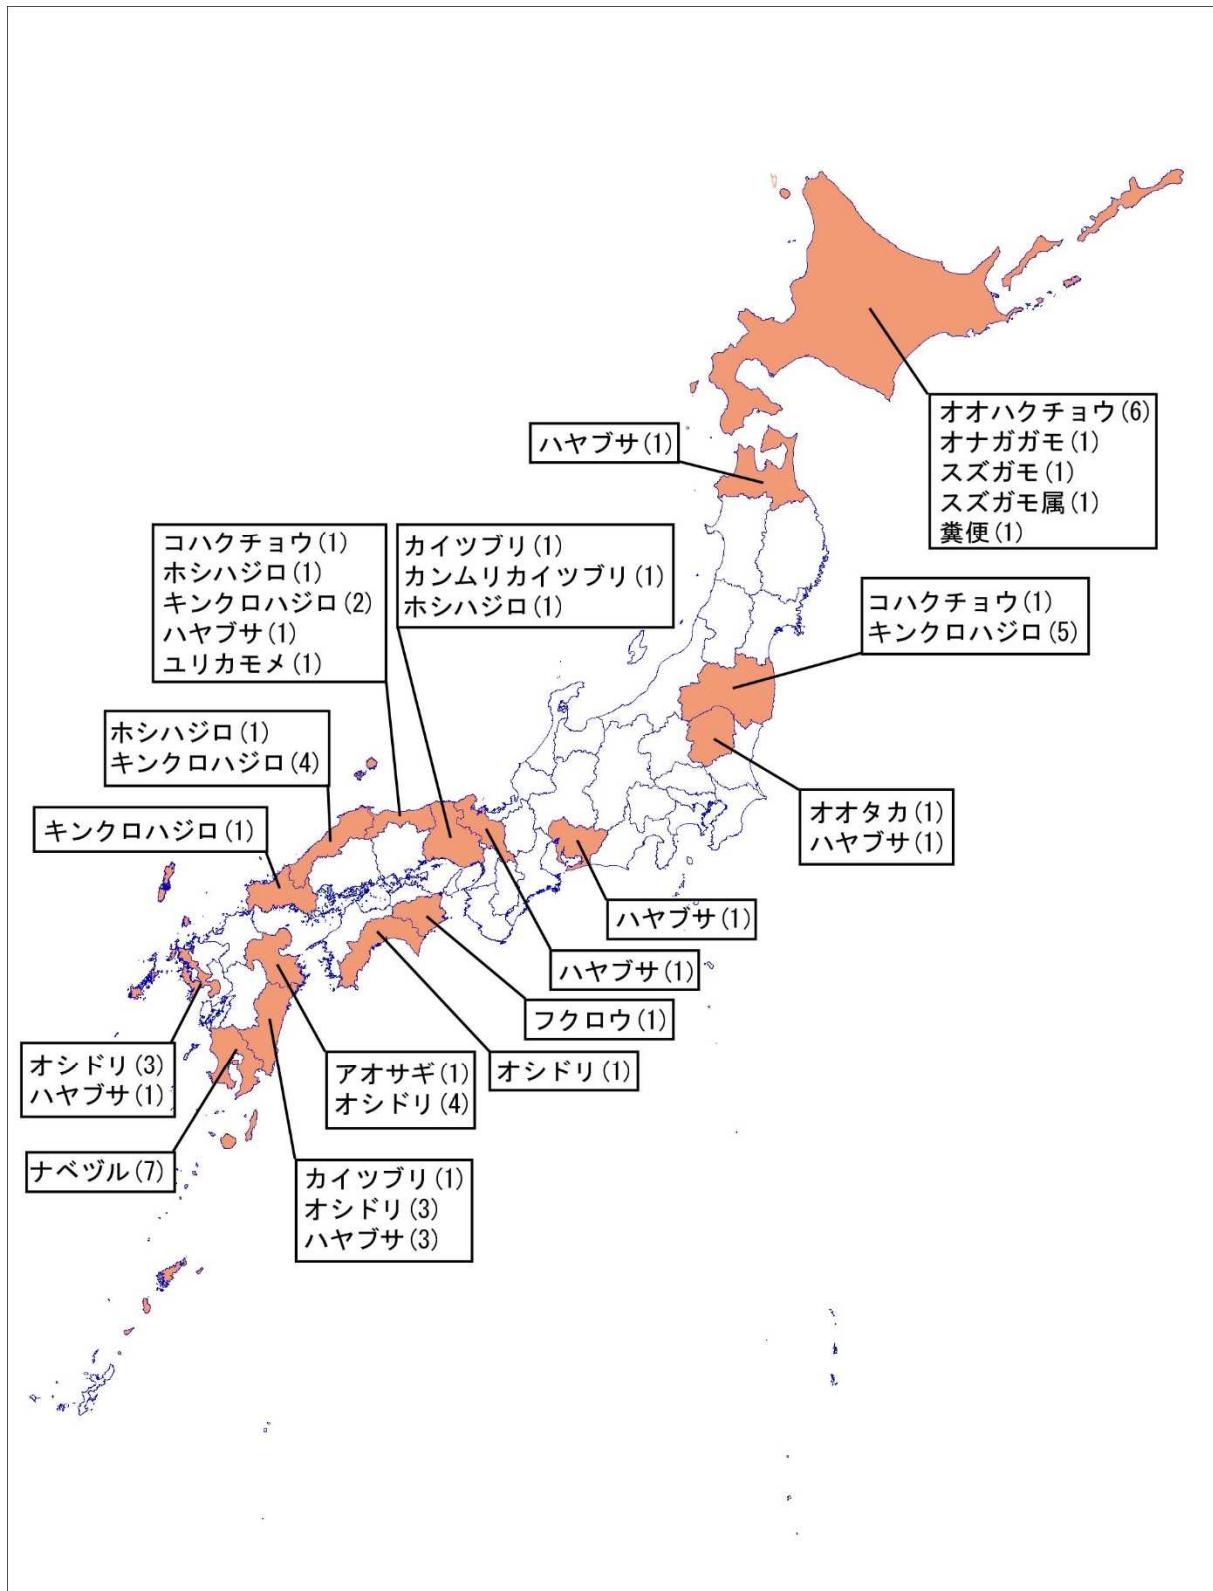 オオハクチョウ(6)
オナガガモ(1)
スズガモ(1)
スズガモ属(1)
糞便(1)
ハヤブサ(1)
コハクチョウ(1)
ホシハジロ(1)
キンクロハジロ(2)
ハヤブサ(1)
ユリカモメ(1)
カイツブリ(1)
カンムリカイツブリ(1)
ホシハジロ(1)
コハクチョウ(1)
キンクロハジロ(5)
ホシハジロ(1)
キンクロハジロ(4)
オオタカ(1)
ハヤブサ(1)
キンクロハジロ(1)
ハヤブサ(1)
ハヤブサ(1)
フクロウ(1)
オシドリ(3)
ハヤブサ(1)
アオサギ(1)
オシドリ(4)
オシドリ(1)
ナベヅル(7)
カイツブリ(1)
オシドリ(3)
ハヤブサ(3)